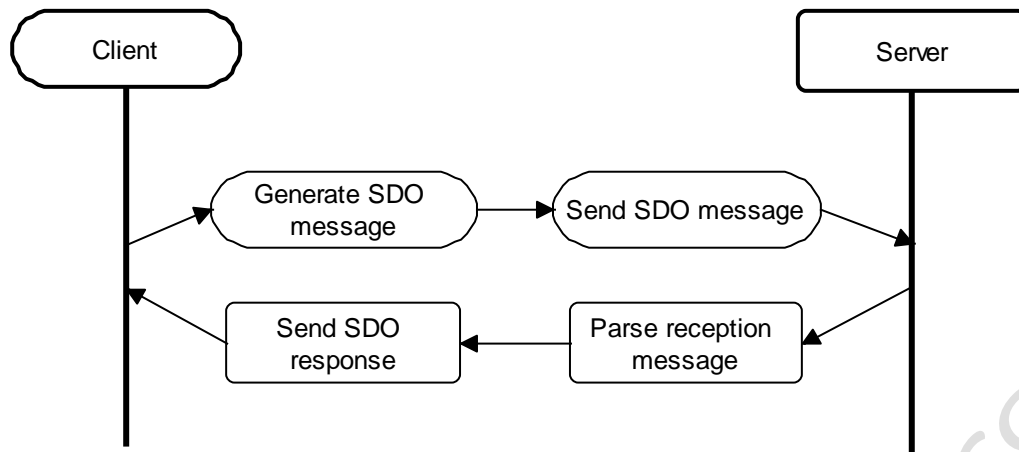 Client
Server
Generate SDO
message
Send SDO message
Send SDO
response
Parse reception
message